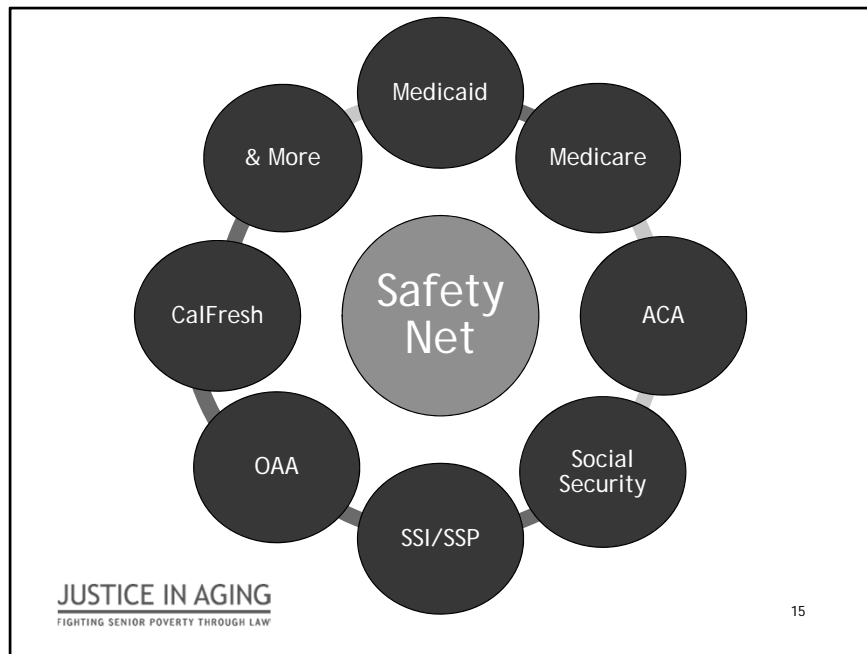 Medicaid
& More
Medicare
CalFresh
Safety
Net
ACA
OAA
Social
Security
SSI/SSP
JUSTICE IN AGING
FIGHTING SENIOR POVERTY THROUGH LAW
15